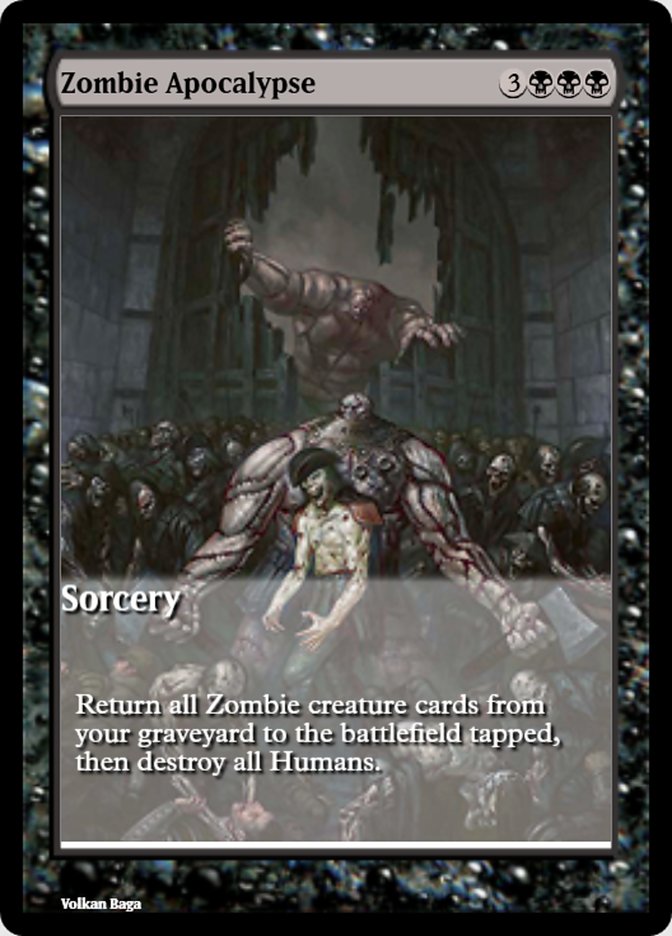 Zombie Apocalypse 3
Sorcery
Return all Zombie creature cards from
your graveyard to the battlefield tapped,
then destroy all Humans.
Volkan Baga